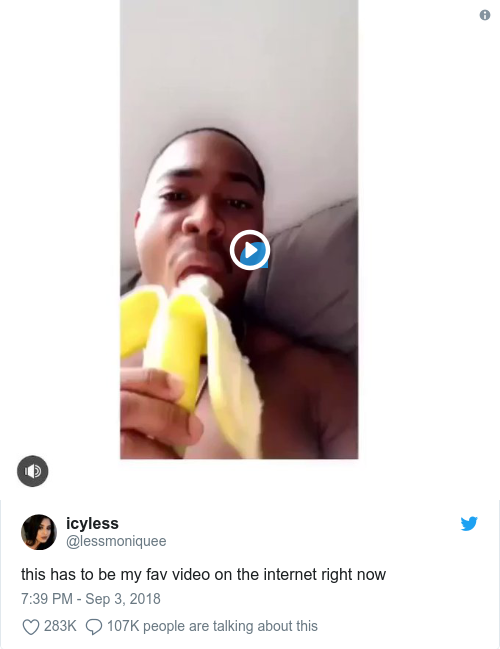 icyless
@lessmoniquee
this has to be my fav video on the internet right now
7:39 PM - Sep 3, 2018
283K 107K people are talking about this